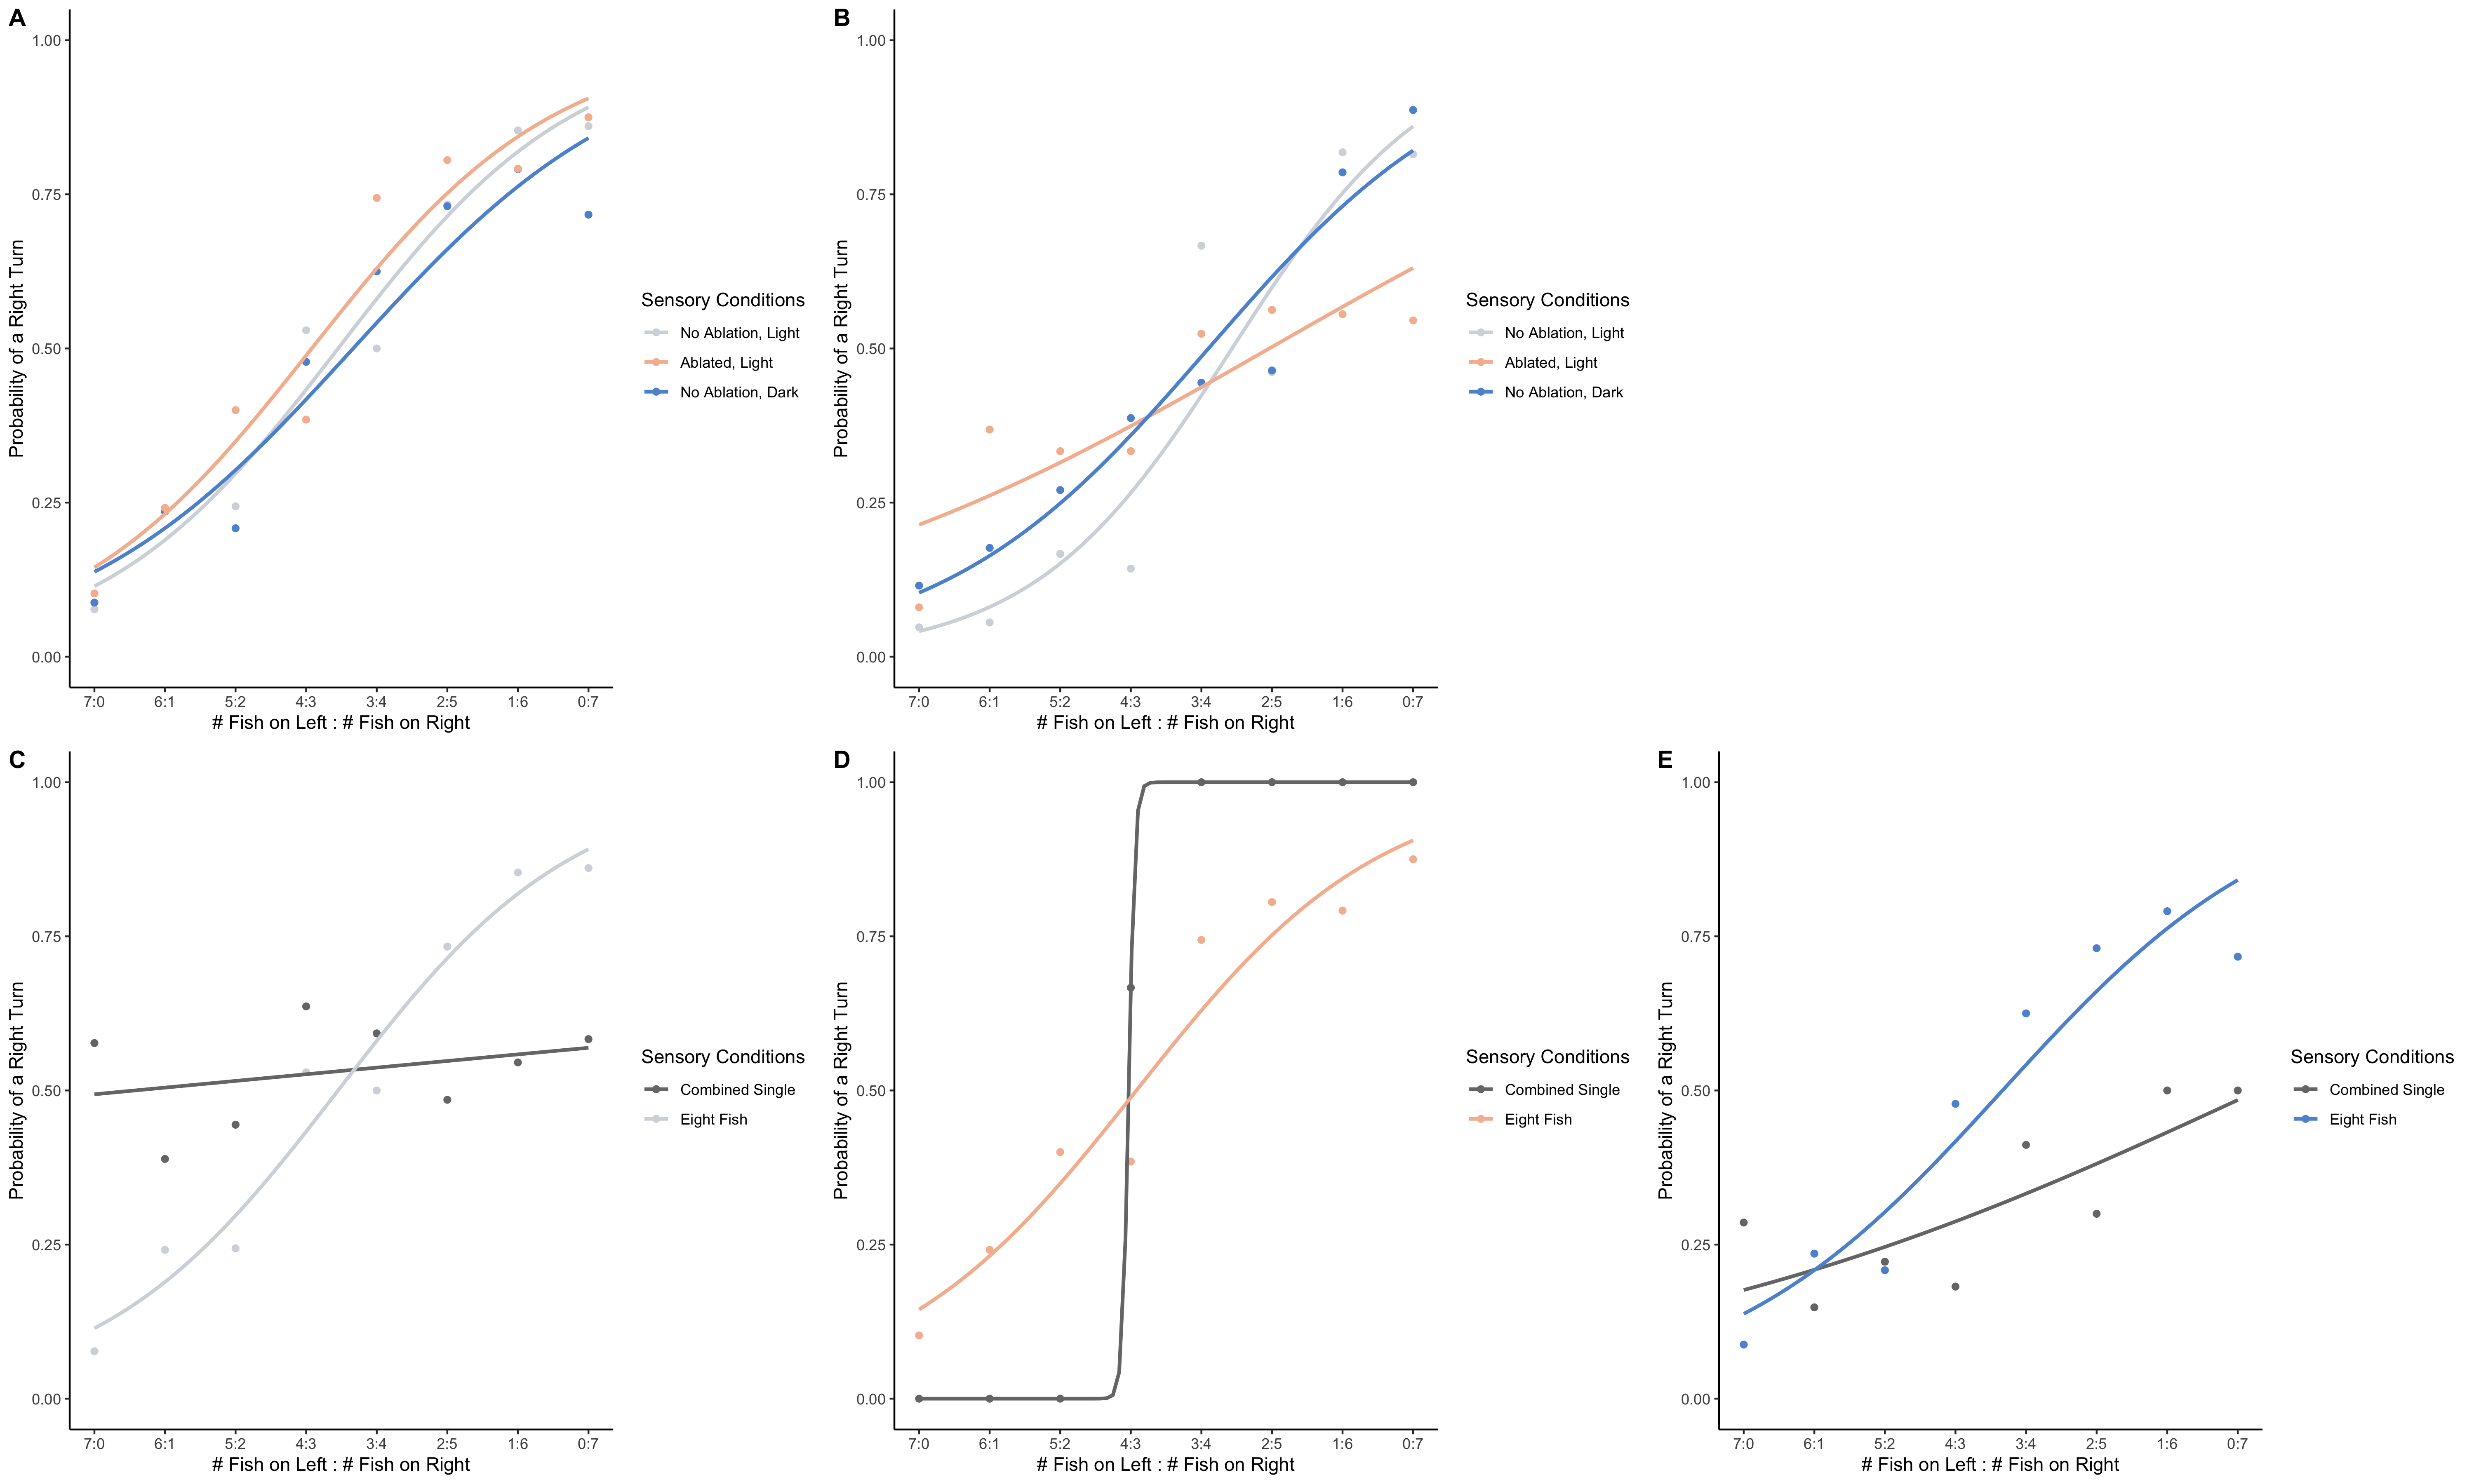 A
1.00
0.75
0.50
0.25
0.00
Probability of a Right Turn
7:0 6:1 5:2 4:3 3:4 2:5 1:6 0:7
# Fish on Left : # Fish on Right
Sensory Conditions
No Ablation, Light
Ablated, Light
No Ablation, Dark
B
1.00
0.75
0.50
0.25
0.00
Probability of a Right Turn
7:0 6:1 5:2 4:3 3:4 2:5 1:6 0:7
# Fish on Left : # Fish on Right
Sensory Conditions
No Ablation, Light
Ablated, Light
No Ablation, Dark
C
1.00
0.75
0.50
0.25
0.00
Probability of a Right Turn
7:0 6:1 5:2 4:3 3:4 2:5 1:6 0:7
# Fish on Left : # Fish on Right
Sensory Conditions
Combined Single
Eight Fish
D
1.00
0.75
0.50
0.25
0.00
Probability of a Right Turn
7:0 6:1 5:2 4:3 3:4 2:5 1:6 0:7
# Fish on Left : # Fish on Right
Sensory Conditions
Combined Single
Eight Fish
E
1.00
0.75
0.50
0.25
0.00
Probability of a Right Turn
7:0 6:1 5:2 4:3 3:4 2:5 1:6 0:7
# Fish on Left : # Fish on Right
Sensory Conditions
Combined Single
Eight Fish